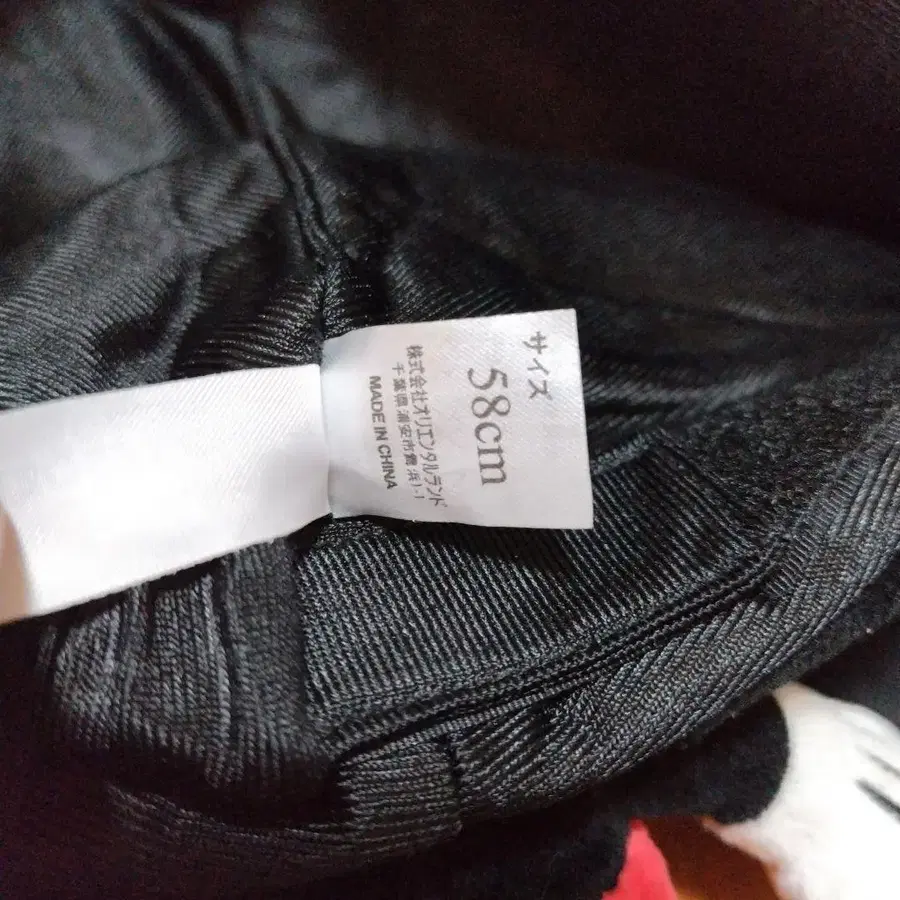 サイズ
58cm
株式会社オリエンタルランド
千葉県浦安市舞浜1-1
MADE IN CHINA